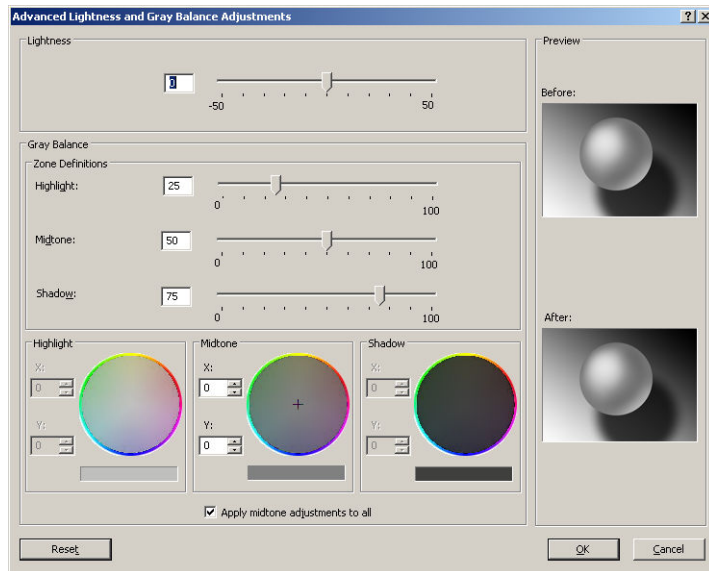 Advanced Lightness and Gray Balance Adjustments
Lightness
0
-50 50
Gray Balance
Zone Definitions
Highlight: 25
0 100
Midtone: 50
0 100
Shadow: 75
0 100
Highlight
X:
0
Y:
0
Midtone
X:
0
Y:
0
Shadow
X:
0
Y:
0
Apply midtone adjustments to all
Preview
Before:
After:
Reset
OK
Cancel